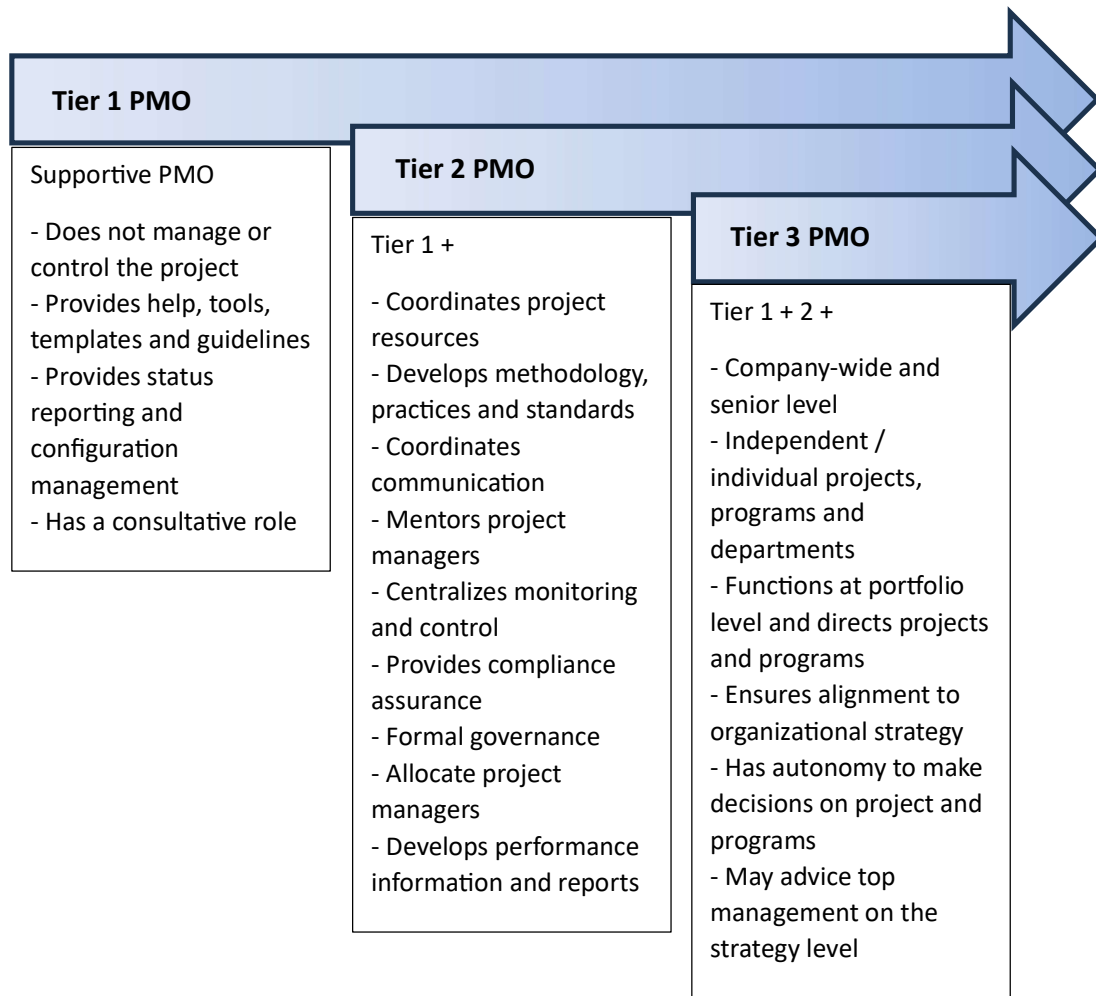 Tier 1 PMO
Supportive PMO
- Does not manage or
control the project
- Provides help, tools,
templates and guidelines
- Provides status
reporting and
configuration
management
- Has a consultative role
Tier 2 PMO
Tier 1 +
- Coordinates project
resources
- Develops methodology,
practices and standards
- Coordinates
communication
- Mentors project
managers
- Centralizes monitoring
and control
- Provides compliance
assurance
- Formal governance
- Allocate project
managers
- Develops performance
information and reports
Tier 3 PMO
Tier 1 + 2 +
- Company-wide and
senior level
- Independent /
individual projects,
programs and
departments
- Functions at portfolio
level and directs projects
and programs
- Ensures alignment to
organizational strategy
- Has autonomy to make
decisions on project and
programs
- May advice top
management on the
strategy level